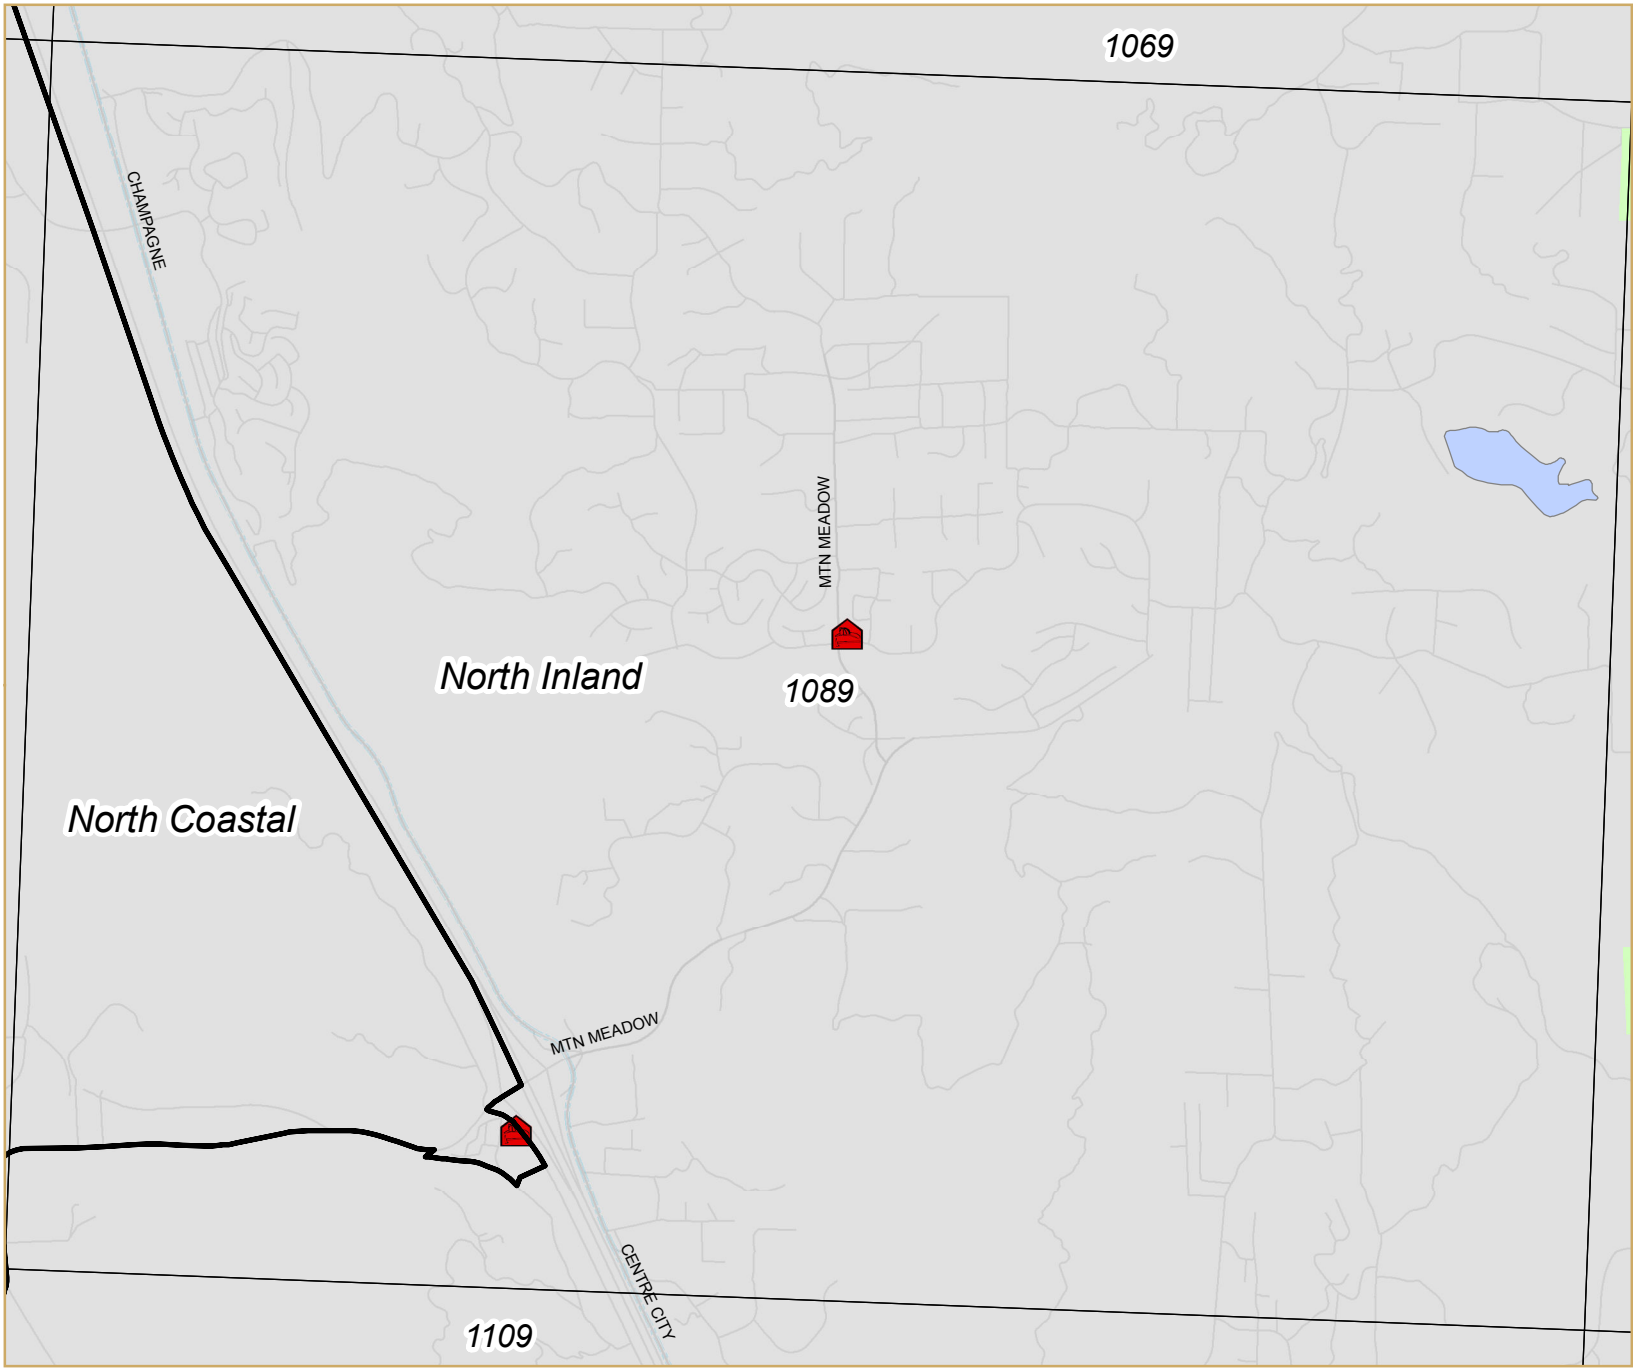 1069
CHAMPAGNE
MTN MEADOW
North Inland
1089
North Coastal
MTN MEADOW
CENTRE CITY
1109